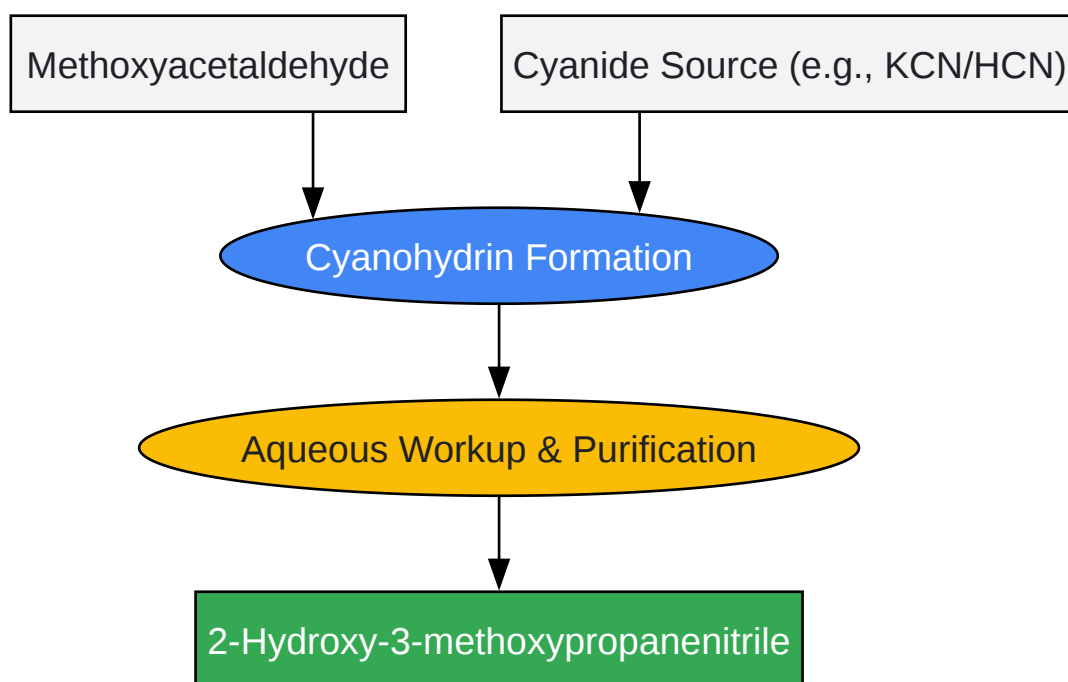 Methoxyacetaldehyde
Cyanide Source (e.g., KCN/HCN)
Cyanohydrin Formation
Aqueous Workup & Purification
2-Hydroxy-3-methoxypropanenitrile